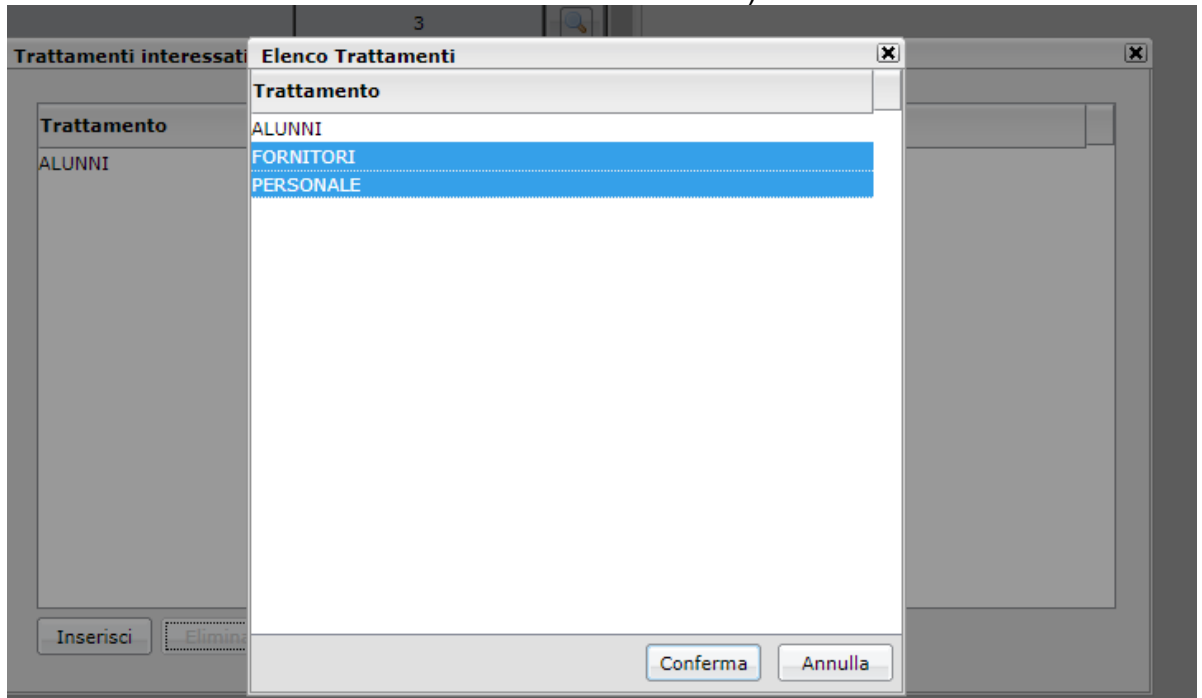 3
Trattamenti interessati
Elenco Trattamenti
Trattamento
Trattamento
ALUNNI
ALUNNI
FORNITORI
PERSONALE
Inserisci
Conferma
Annulla